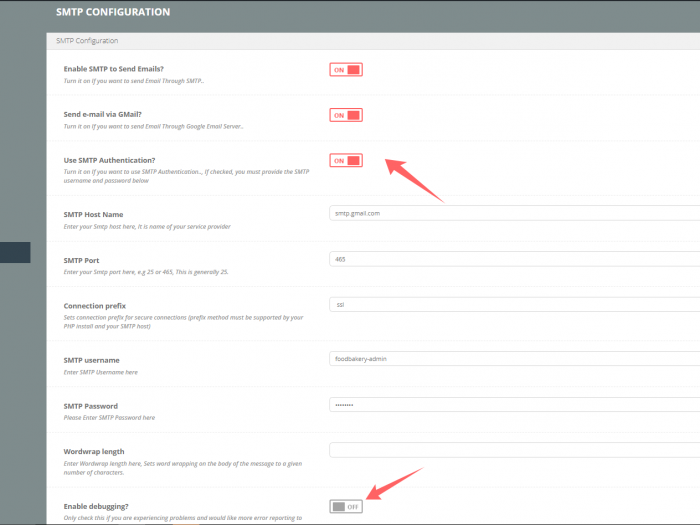 SMTP CONFIGURATION
SMTP Configuration
Enable SMTP to Send Emails?
ON
Turn it on If you want to send Email Through SMTP..
Send e-mail via GMail?
ON
Turn it on If you want to send Email Through Google Email Server..
Use SMTP Authentication?
ON
Turn it on If you want to use SMTP Authentication.., If checked, you must provide the SMTP
username and password below
SMTP Host Name
smtp.gmail.com
Enter your Smtp host here, It is name of your service provider
SMTP Port
465
Enter your Smtp port here, e.g 25 or 465, This is generally 25.
Connection prefix
ssl
Sets connection prefix for secure connections (prefix method must be supported by your
PHP install and your SMTP host)
SMTP username
foodbakery-admin
Enter SMTP Username here
SMTP Password
••••••••
Please Enter SMTP Password here
Wordwrap length
Enter Wordwrap length here, Sets word wrapping on the body of the message to a given
number of characters.
Enable debugging?
OFF
Only check this if you are experiencing problems and would like more error reporting to